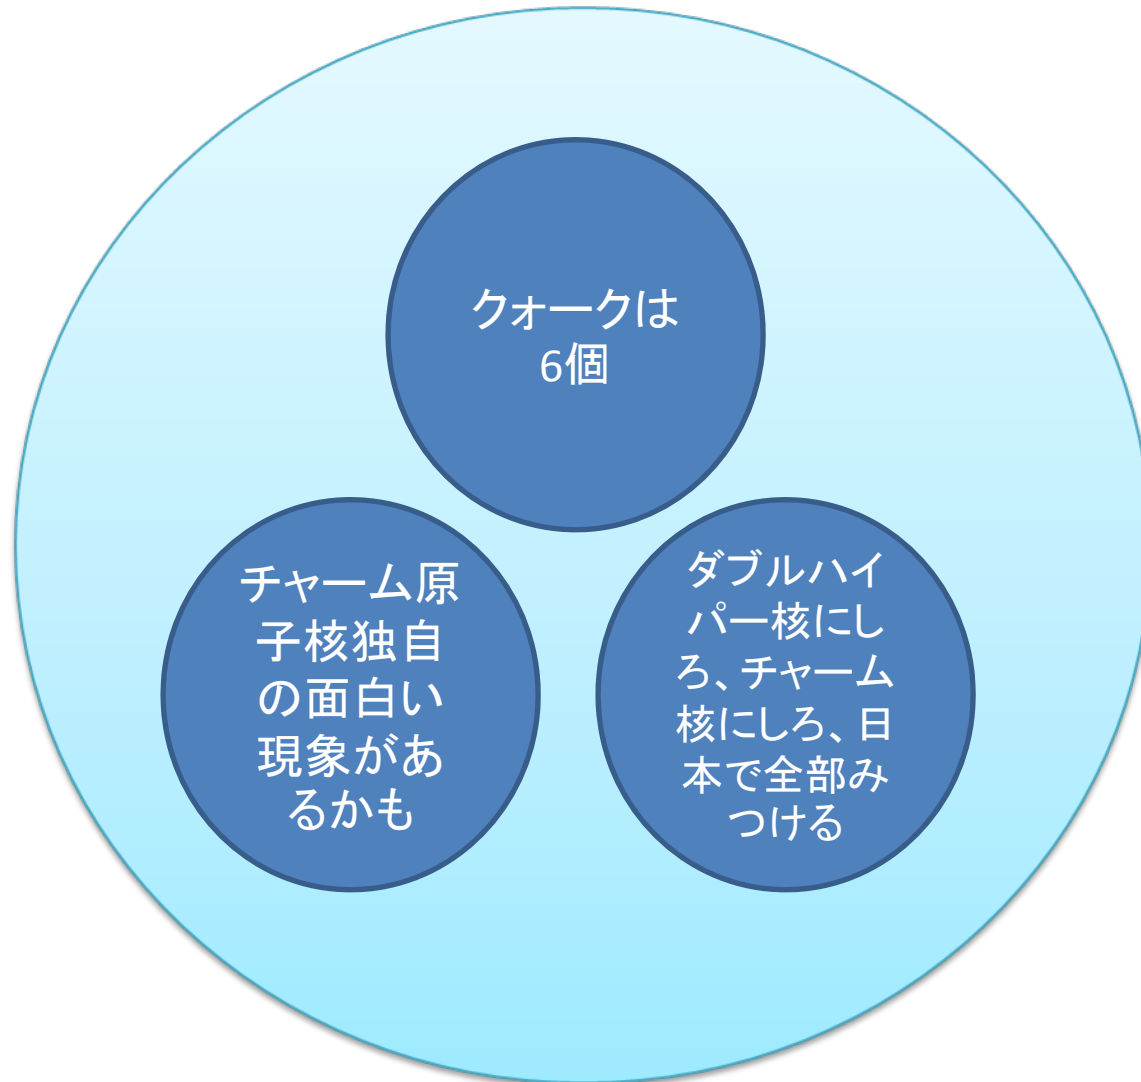 クォークは
6個
チャーム原
子核独自
の面白い
現象があ
るかも
ダブルハイ
パー核にし
ろ、チャーム
核にしろ、日
本で全部み
つける